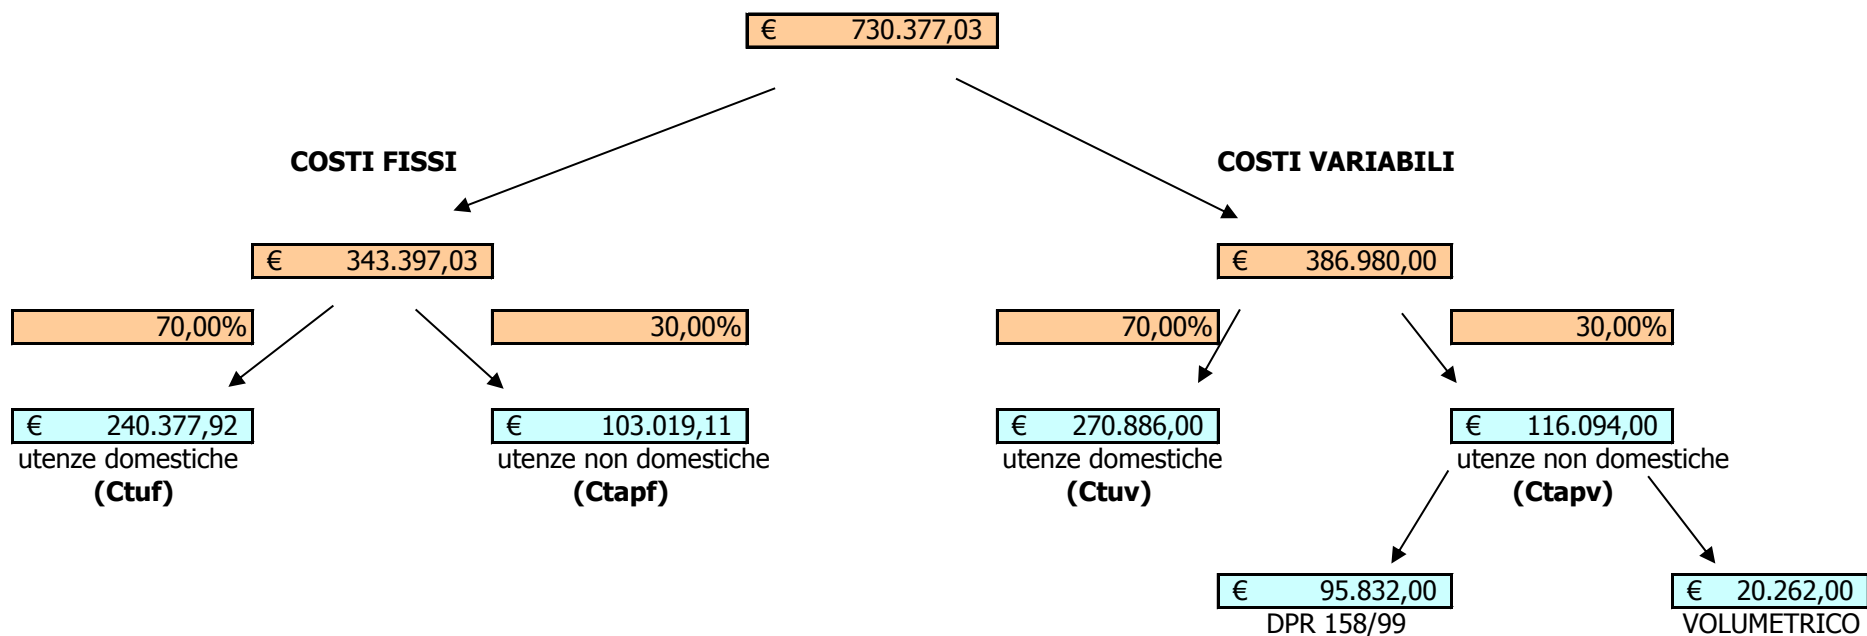 € 730.377,03
COSTI FISSI COSTI VARIABILI
€ 343.397,03 € 386.980,00
70,00% 30,00% 70,00% 30,00%
€ 240.377,92 € 103.019,11 € 270.886,00 € 116.094,00
utenze domestiche utenze non domestiche utenze domestiche utenze non domestiche
(Ctuf) (Ctapf) (Ctuv) (Ctapv)
€ 95.832,00 € 20.262,00
DPR 158/99 VOLUMETRICO